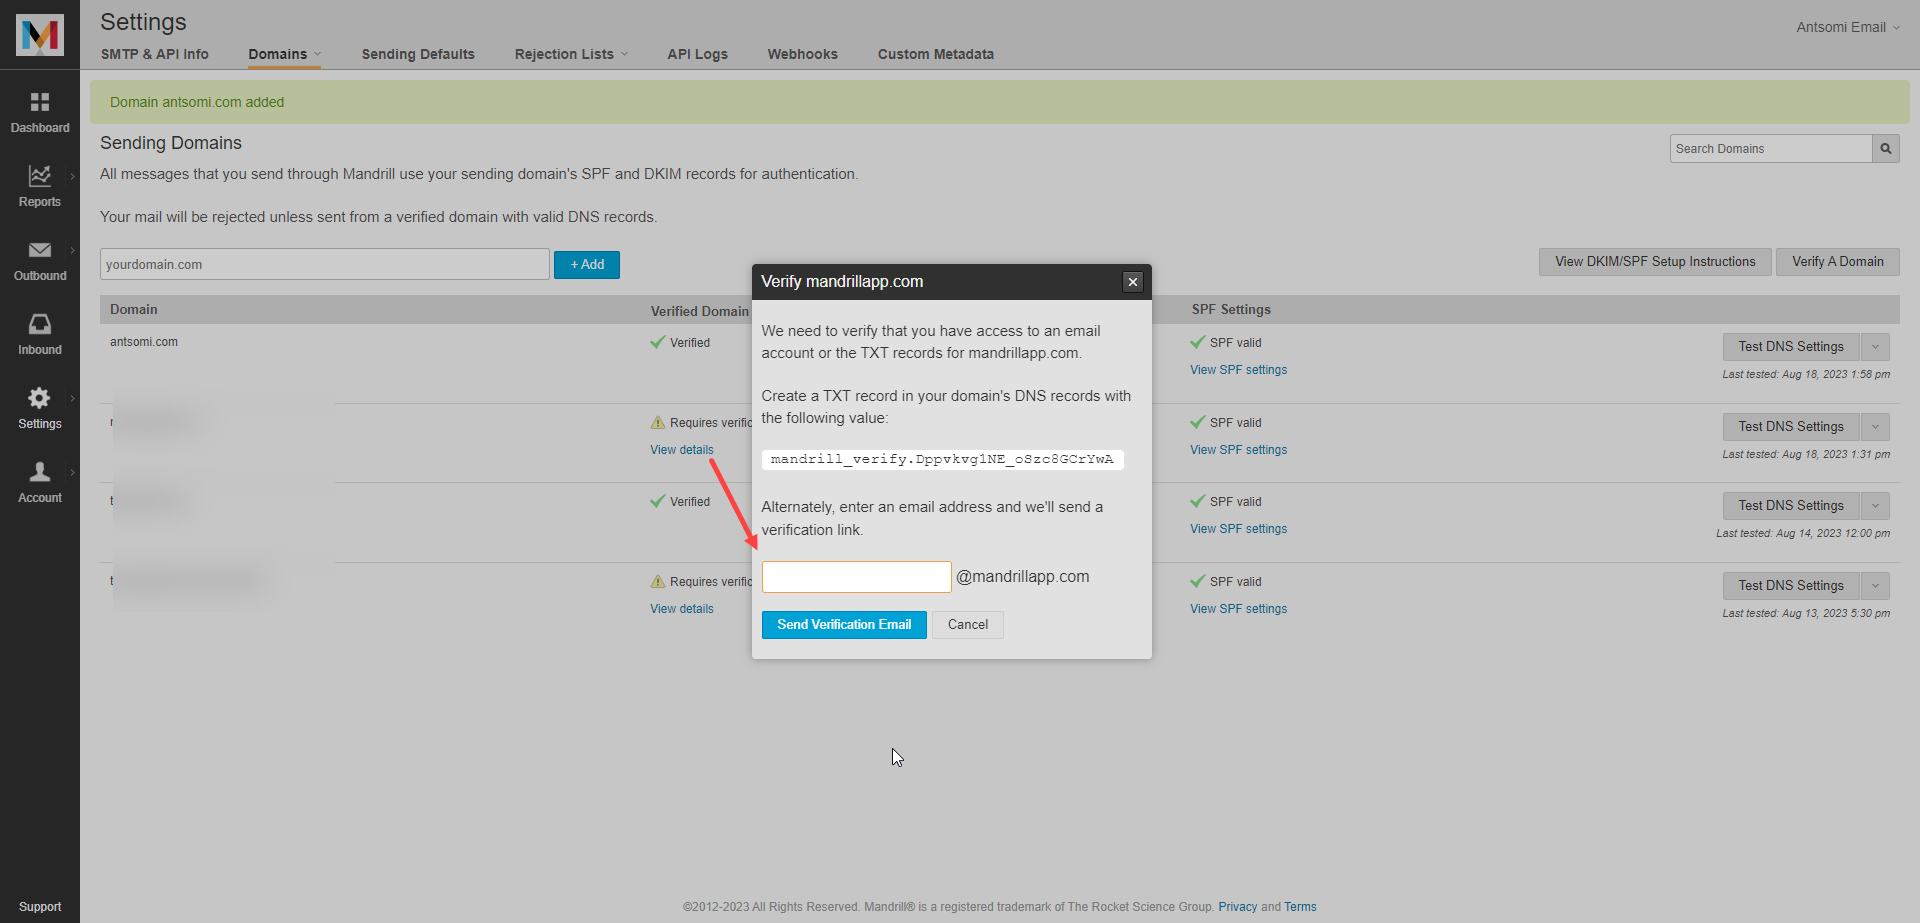 Settings
Antsomi Email
SMTP & API Info
Domains
Sending Defaults
Rejection Lists
API Logs
Webhooks
Custom Metadata
Dashboard
Reports
Outbound
Inbound
Settings
Account
Support
Domain antsomi.com added
Sending Domains
Search Domains
All messages that you send through Mandrill use your sending domain's SPF and DKIM records for authentication.
Your mail will be rejected unless sent from a verified domain with valid DNS records.
yourdomain.com
+ Add
View DKIM/SPF Setup Instructions
Verify A Domain
Domain
Verified Domain
SPF Settings
antsomi.com
Verified
SPF valid
View SPF settings
Test DNS Settings
Last tested: Aug 18, 2023 1:58 pm
Requires verific
View details
SPF valid
View SPF settings
Test DNS Settings
Last tested: Aug 18, 2023 1:31 pm
Verified
SPF valid
View SPF settings
Test DNS Settings
Last tested: Aug 14, 2023 12:00 pm
Requires verific
View details
SPF valid
View SPF settings
Test DNS Settings
Last tested: Aug 13, 2023 5:30 pm
Verify mandrillapp.com
We need to verify that you have access to an email
account or the TXT records for mandrillapp.com.
Create a TXT record in your domain's DNS records with
the following value:
mandrill_verify.Dppvkvg1NE_oSzc8GCrYwA
Alternately, enter an email address and we'll send a
verification link.
@mandrillapp.com
Send Verification Email
Cancel
©2012-2023 All Rights Reserved. Mandrill® is a registered trademark of The Rocket Science Group. Privacy and Terms